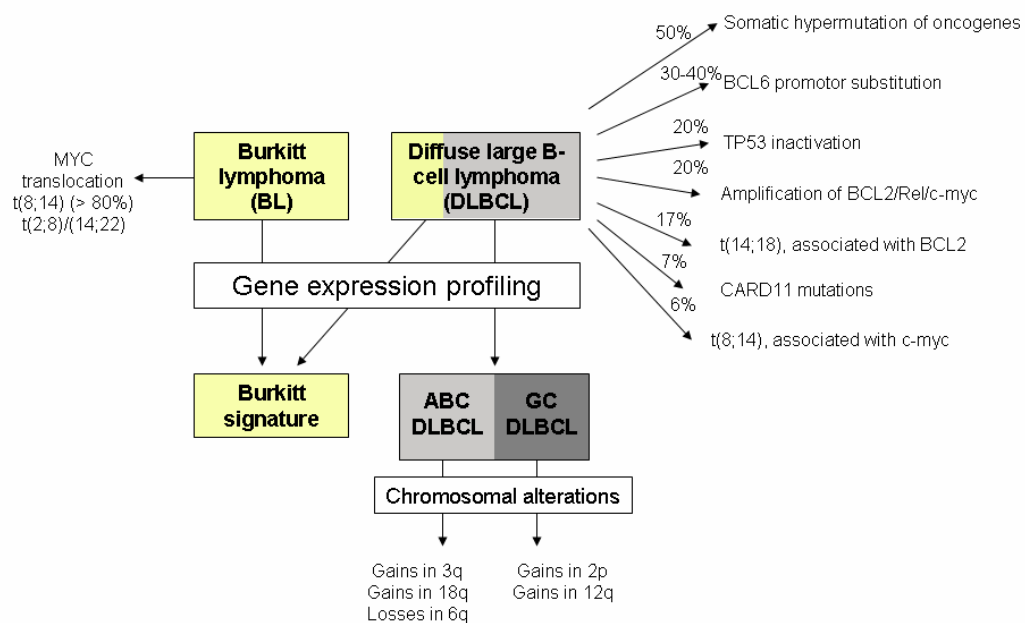 50%
Somatic hypermutation of oncogenes
30-40%
BCL6 promotor substitution
20%
TP53 inactivation
20%
Amplification of BCL2/Rel/c-myc
17%
t(14;18), associated with BCL2
7%
CARD11 mutations
6%
t(8;14), associated with c-myc
MYC
translocation
t(8;14) (> 80%)
t(2;8)/(14;22)
Burkitt
lymphoma
(BL)
Diffuse large B-
cell lymphoma
(DLBCL)
Gene expression profiling
Burkitt
signature
ABC
DLBCL
GC
DLBCL
Chromosomal alterations
Gains in 3q
Gains in 18q
Losses in 6q
Gains in 2p
Gains in 12q